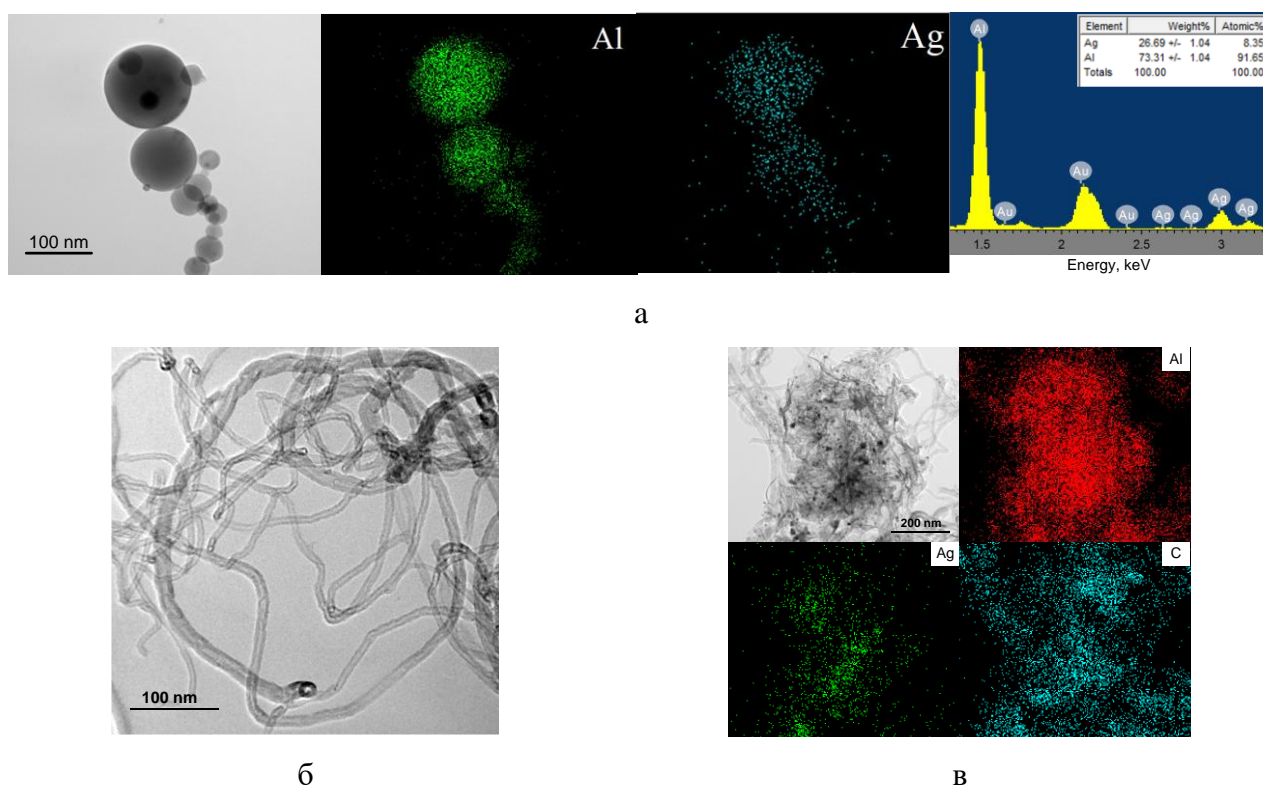 100 nm
Al
Ag
Al
Au
Au
Ag
Ag
Ag
Ag
Element Weight% Atomic%
Ag 26.69 +/- 1.04 8.35
Al 73.31 +/- 1.04 91.65
Totals 100.00 100.00
1.5 2 2.5 3
Energy, keV
а
100 nm
200 nm
Al
Ag
C
б
в